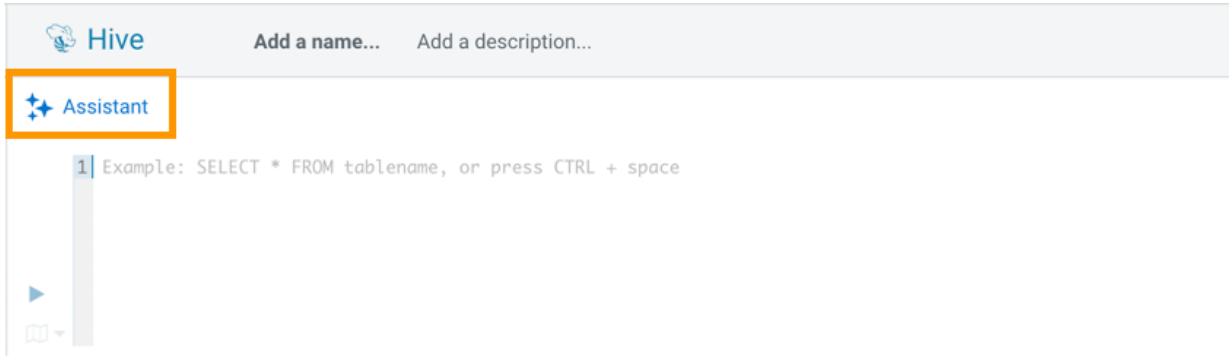 Hive Add a name... Add a description...
Assistant
1 Example: SELECT * FROM tablename, or press CTRL + space